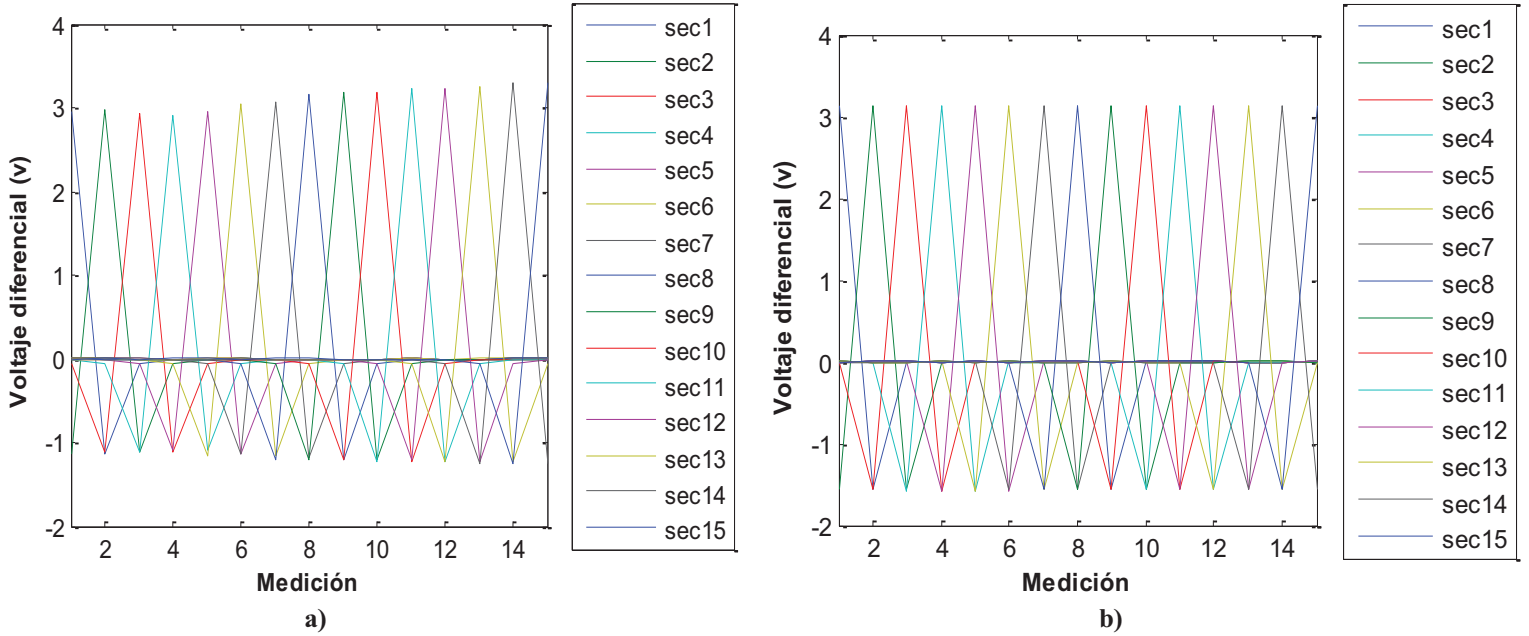 Voltaje diferencial (v)
4
3
2
1
0
-1
-2
2
4
6
8
10
12
14
Medición
a)
sec1
sec2
sec3
sec4
sec5
sec6
sec7
sec8
sec9
sec10
sec11
sec12
sec13
sec14
sec15
Voltaje diferencial (v)
4
3
2
1
0
-1
-2
2
4
6
8
10
12
14
Medición
b)
sec1
sec2
sec3
sec4
sec5
sec6
sec7
sec8
sec9
sec10
sec11
sec12
sec13
sec14
sec15